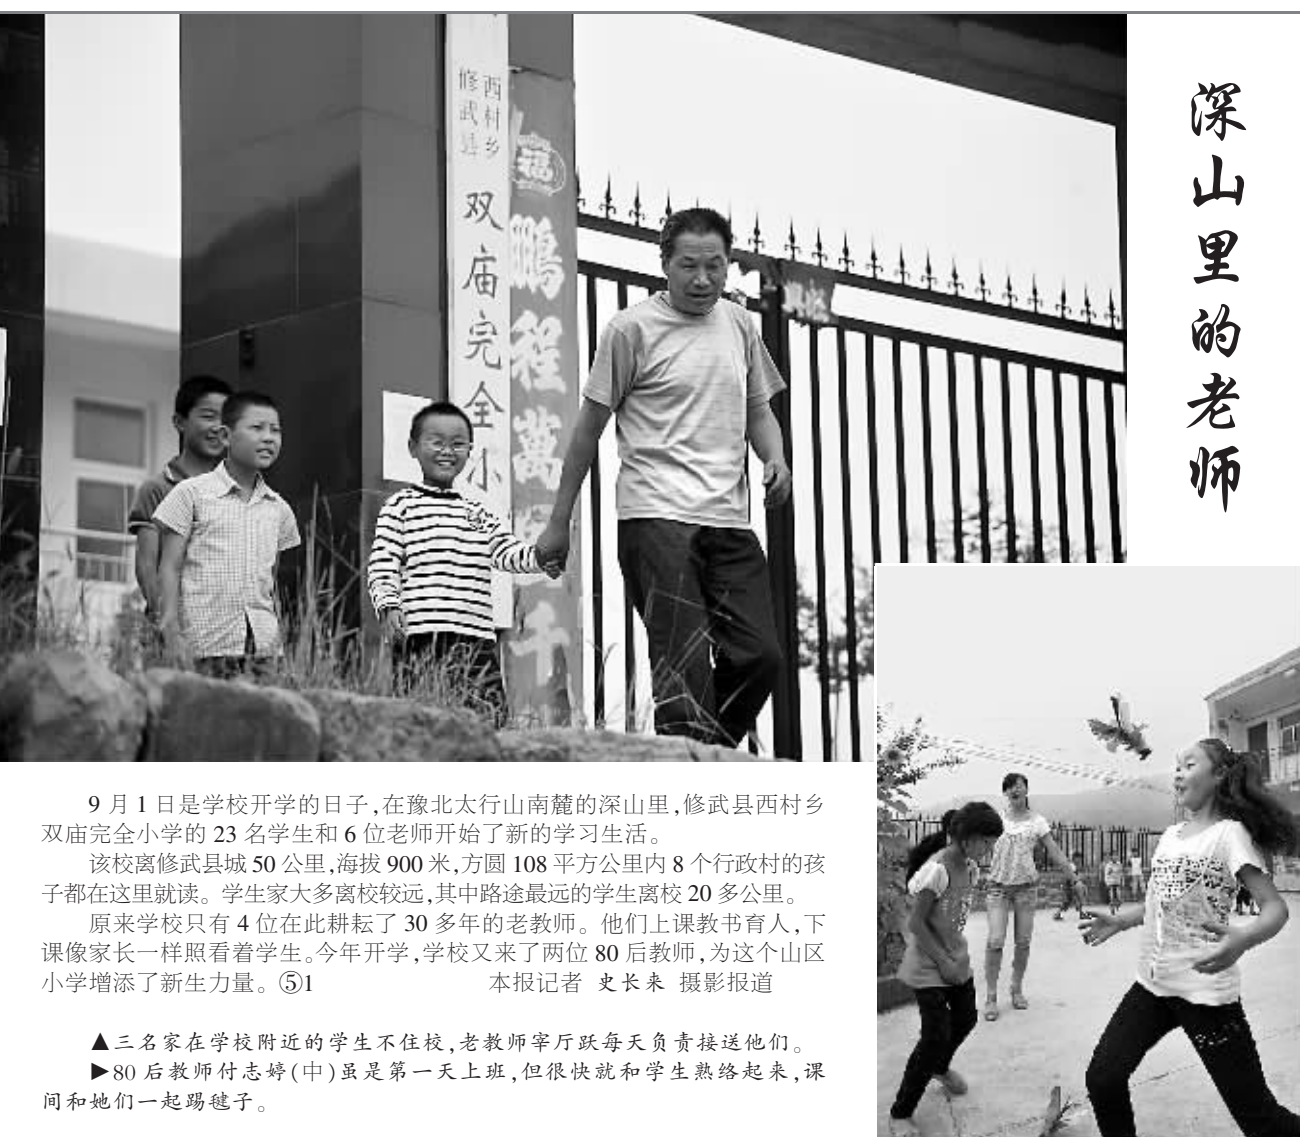 深山里的老师
修武县
西村乡
双庙完全小
福
鹏程萬里
千
9 月 1 日是学校开学的日子，在豫北太行山南麓的深山里，修武县西村乡
双庙完全小学的 23 名学生和 6 位老师开始了新的学习生活。
该校离修武县城 50 公里，海拔 900 米，方圆 108 平方公里内 8 个行政村的孩
子都在这里就读。学生家大多离校较远，其中路途最远的学生离校 20 多公里。
原来学校只有 4 位在此耕耘了 30 多年的老教师。他们上课教书育人，下
课像家长一样照看着学生。今年开学，学校又来了两位 80 后教师，为这个山区
小学增添了新生力量。⑤1 本报记者 史长来 摄影报道
▲三名家在学校附近的学生不住校，老教师宰厅跃每天负责接送他们。
▶80 后教师付志婷(中)虽是第一天上班，但很快就和学生熟络起来，课
间和她们一起踢毽子。